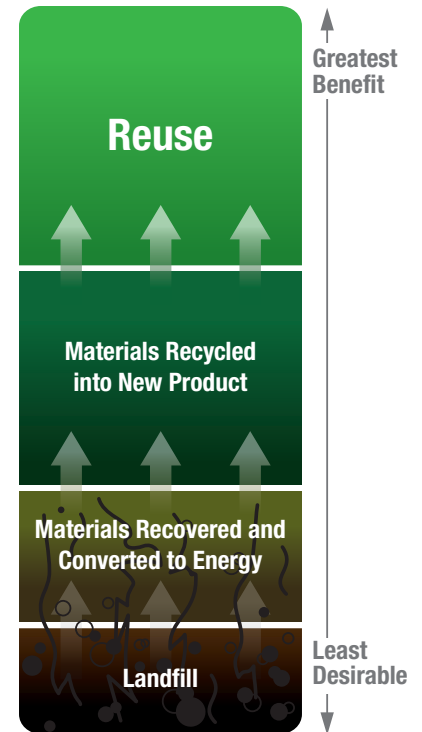 Greatest
Benefit
Reuse
Materials Recycled
into New Product
Materials Recovered and
Converted to Energy
Least
Desirable
Landfill